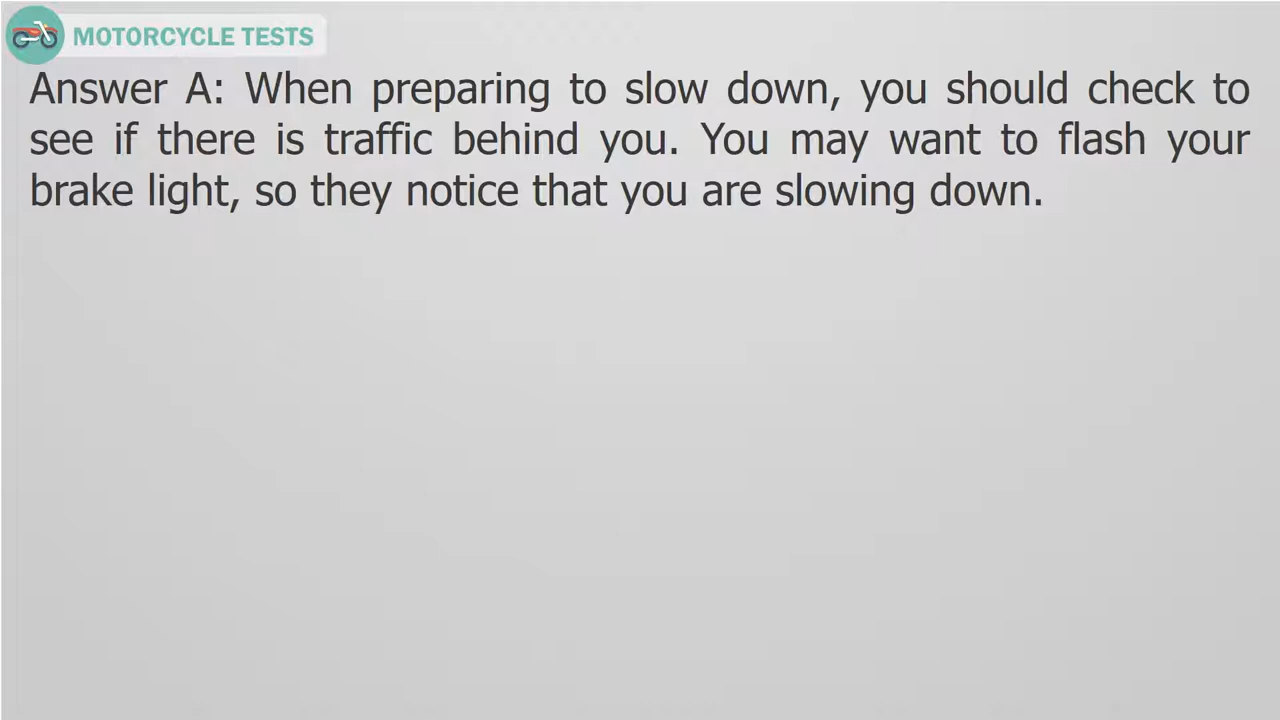 MOTORCYCLE TESTS
Answer A: When preparing to slow down, you should check to
see if there is traffic behind you. You may want to flash your
brake light, so they notice that you are slowing down.